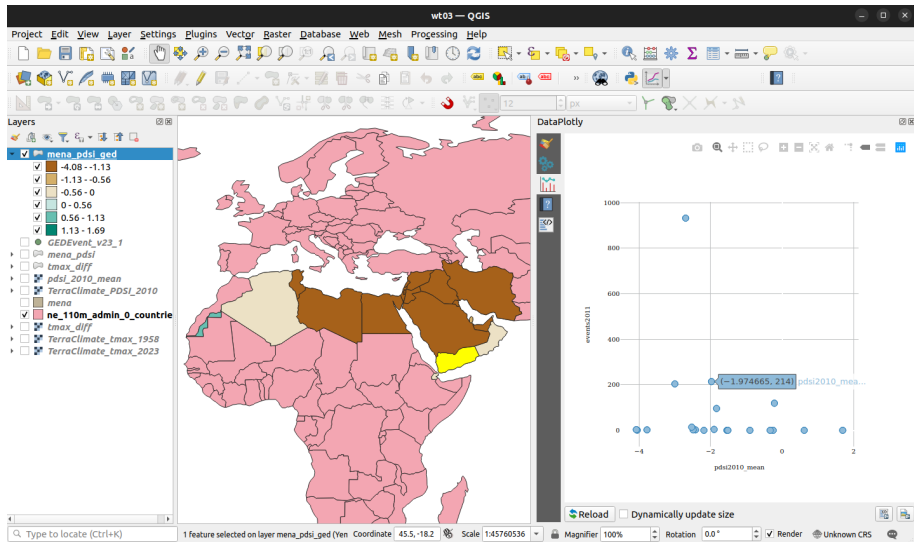 wt03 — QGIS
Project Edit View Layer Settings Plugins Vector Raster Database Web Mesh Processing Help
abc abc abc »
12 px
Layers
DataPlotly
mena_pdsi_ged
-4.08 - -1.13
-1.13 - -0.56
-0.56 - 0
0 - 0.56
0.56 - 1.13
1.13 - 1.69
GEDEvent_v23_1
mena_pdsi
tmax_diff
pdsi_2010_mean
TerraClimate_PDSI_2010
mena
ne_110m_admin_0_countrie
tmax_diff
TerraClimate_tmax_1958
TerraClimate_tmax_2023
1000
800
600
400
200
0
events2011
(−1.974665, 214) pdsi2010_mea...
−4 −2 0 2
pdsi2010_mean
Reload Dynamically update size
Type to locate (Ctrl+K) 1 feature selected on layer mena_pdsi_ged (Yen Coordinate 45.5,-18.2 Scale 1:45760536 Magnifier 100% Rotation 0.0° Render Unknown CRS